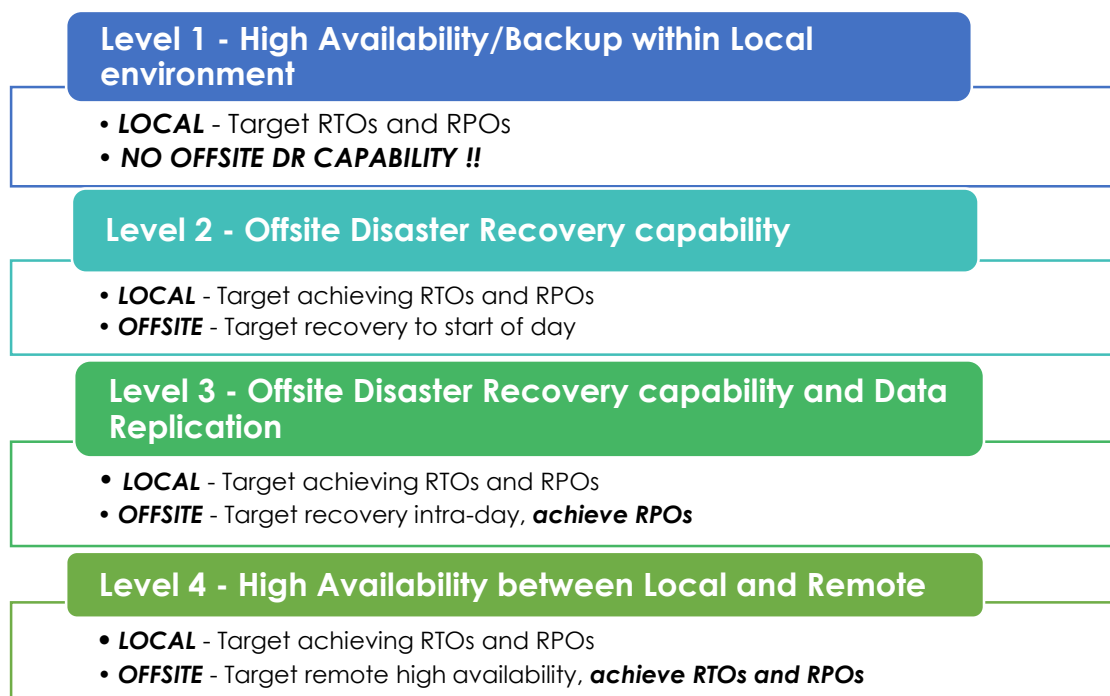 Level 1 - High Availability/Backup within Local
environment
• LOCAL - Target RTOs and RPOs
• NO OFFSITE DR CAPABILITY !!
Level 2 - Offsite Disaster Recovery capability
• LOCAL - Target achieving RTOs and RPOs
• OFFSITE - Target recovery to start of day
Level 3 - Offsite Disaster Recovery capability and Data
Replication
• LOCAL - Target achieving RTOs and RPOs
• OFFSITE - Target recovery intra-day, achieve RPOs
Level 4 - High Availability between Local and Remote
• LOCAL - Target achieving RTOs and RPOs
• OFFSITE - Target remote high availability, achieve RTOs and RPOs